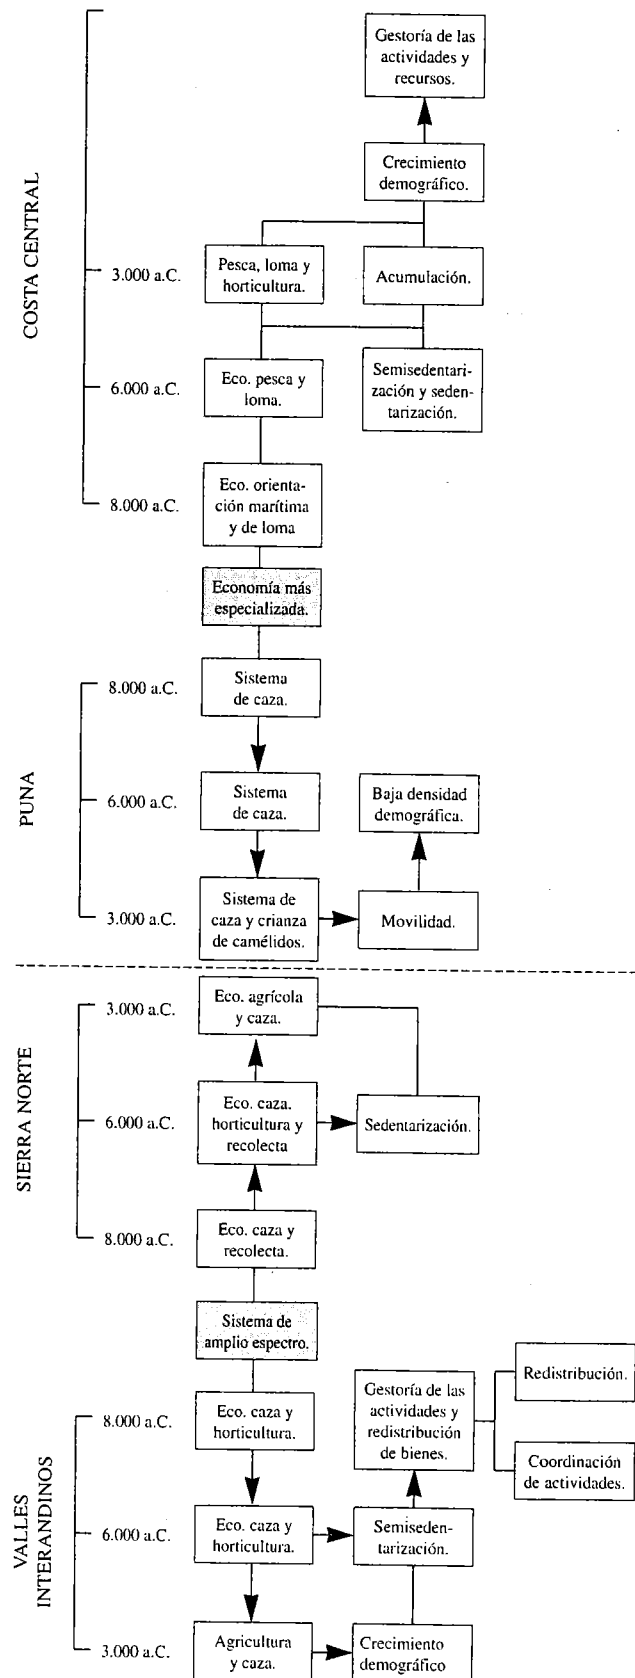 Gestoría de las
actividades y
recursos.
Crecimiento
demográfico.
COSTA CENTRAL
3.000 a.C.
Pesca, loma y
horticultura.
Acumulación.
6.000 a.C.
Eco. pesca y
loma.
Semisedentari-
zación y seden-
tarización.
8.000 a.C.
Eco. orienta-
ción marítima
y de loma
Economía más
especializada.
PUNA
8.000 a.C.
Sistema
de caza.
6.000 a.C.
Sistema
de caza.
Baja densidad
demográfica.
3.000 a.C.
Sistema de
caza y crianza
de camélidos.
Movilidad.
SIERRA NORTE
3.000 a.C.
Eco. agrícola
y caza.
6.000 a.C.
Eco. caza.
horticultura y
recolecta
Sedentarización.
8.000 a.C.
Eco. caza y
recolecta.
Sistema de
amplio espectro.
VALLES
INTERANDINOS
8.000 a.C.
Eco. caza y
horticultura.
Gestoría de las
actividades y
redistribución
de bienes.
Redistribución.
Coordinación
de actividades.
6.000 a.C.
Eco. caza y
horticultura.
Semiseden-
tarización.
3.000 a.C.
Agricultura
y caza.
Crecimiento
demográfico